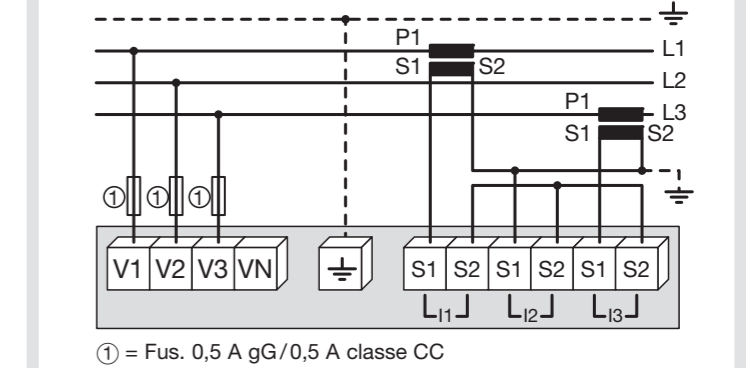 P1 L1
S1 S2
L2
P1 L3
S1 S2
① ① ①
V1 V2 V3 VN S1 S2 S1 S2 S1 S2
I1 I2 I3
① = Fus. 0,5 A gG/0,5 A classe CC